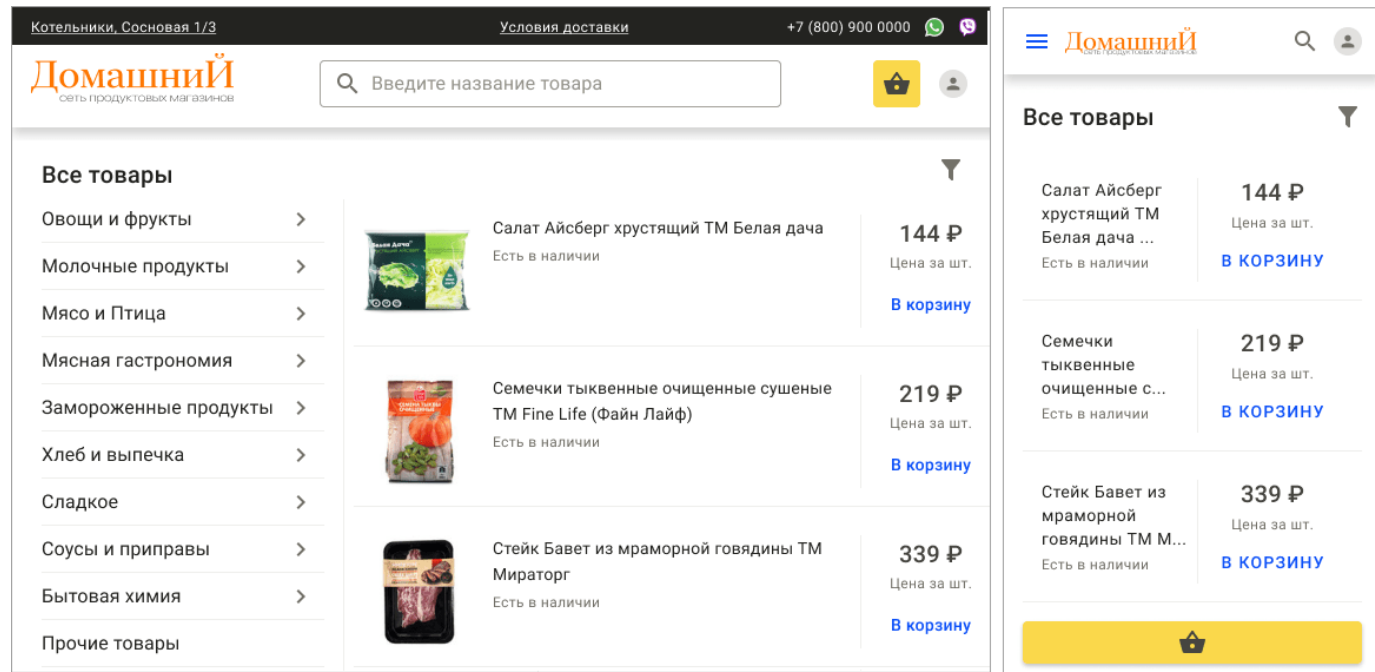 Котельники, Сосновая 1/3
Условия доставки
+7 (800) 900 0000
ДомашниЙ
сеть продуктовых магазинов
Введите название товара
Все товары
Овощи и фрукты
Молочные продукты
Мясо и Птица
Мясная гастрономия
Замороженные продукты
Хлеб и выпечка
Сладкое
Соусы и приправы
Бытовая химия
Прочие товары
Белая Дача
Салат Айсберг хрустящий ТМ Белая дача
Есть в наличии
144 ₽
Цена за шт.
В корзину
Семечки тыквенные очищенные сушеные
ТМ Fine Life (Файн Лайф)
Есть в наличии
219 ₽
Цена за шт.
В корзину
Стейк Бавет из мраморной говядины ТМ
Мираторг
Есть в наличии
339 ₽
Цена за шт.
В корзину
ДомашниЙ
сеть продуктовых магазинов
Все товары
Салат Айсберг
хрустящий ТМ
Белая дача ...
Есть в наличии
144 ₽
Цена за шт.
В КОРЗИНУ
Семечки
тыквенные
очищенные с...
Есть в наличии
219 ₽
Цена за шт.
В КОРЗИНУ
Стейк Бавет из
мраморной
говядины ТМ М...
Есть в наличии
339 ₽
Цена за шт.
В КОРЗИНУ